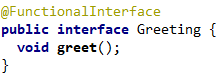 @FunctionalInterface
public interface Greeting {
  void greet();
}